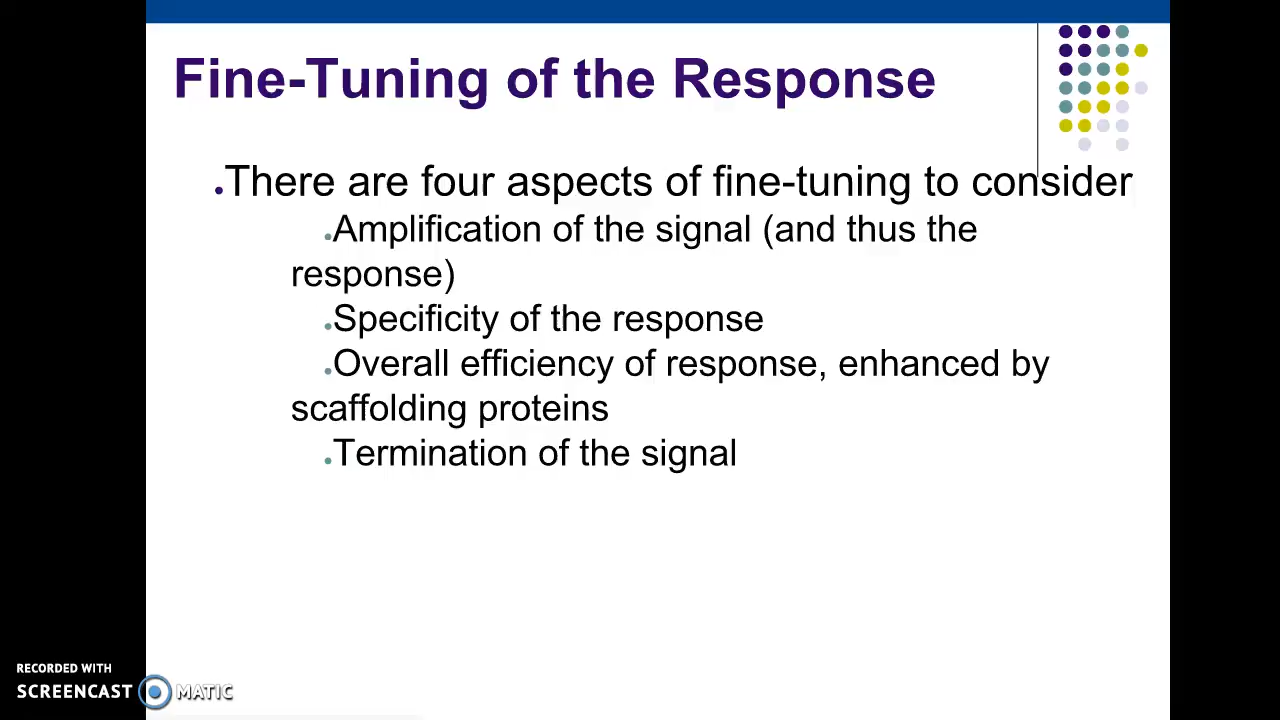 Fine-Tuning of the Response
•There are four aspects of fine-tuning to consider
•Amplification of the signal (and thus the
response)
•Specificity of the response
•Overall efficiency of response, enhanced by
scaffolding proteins
•Termination of the signal
RECORDED WITH
SCREENCAST MATIC